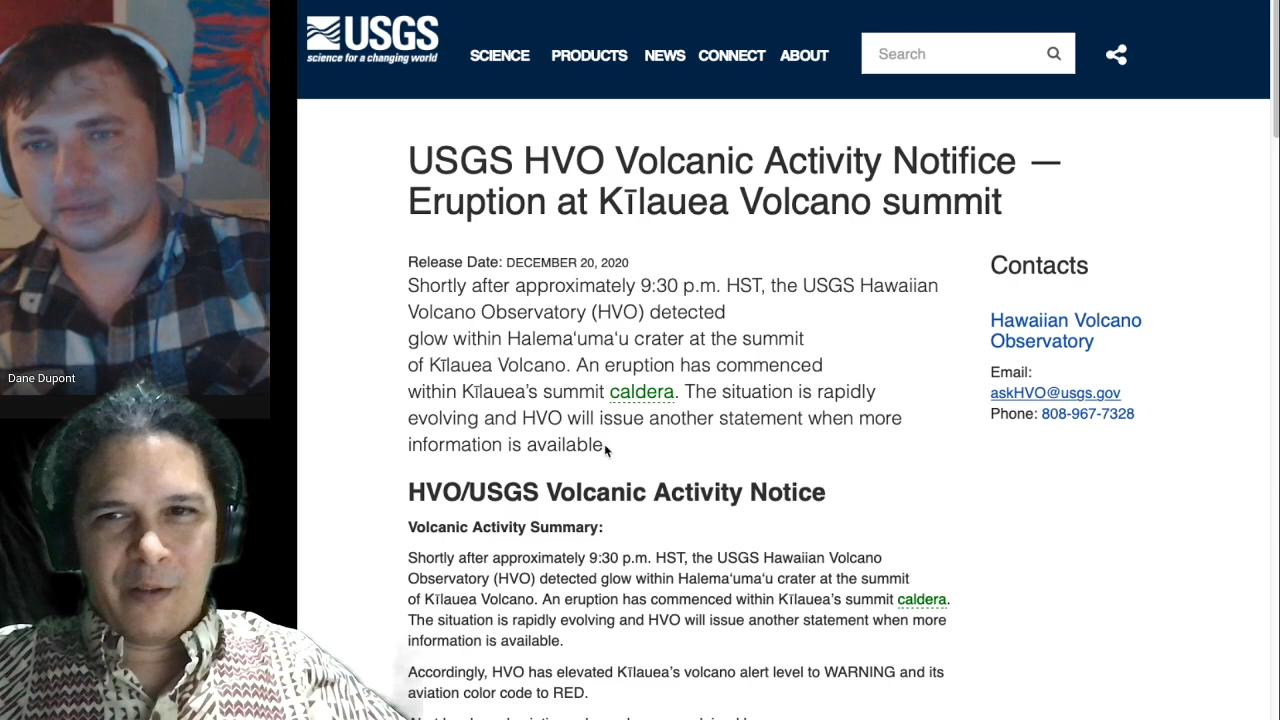 USGS
science for a changing world
SCIENCE PRODUCTS NEWS CONNECT ABOUT
Search
USGS HVO Volcanic Activity Notifice —
Eruption at Kīlauea Volcano summit
Release Date: DECEMBER 20, 2020
Shortly after approximately 9:30 p.m. HST, the USGS Hawaiian
Volcano Observatory (HVO) detected
glow within Halemaʻumaʻu crater at the summit
of Kīlauea Volcano. An eruption has commenced
within Kīlauea’s summit caldera. The situation is rapidly
evolving and HVO will issue another statement when more
information is available.
Contacts
Hawaiian Volcano
Observatory
Email:
askHVO@usgs.gov
Phone: 808-967-7328
HVO/USGS Volcanic Activity Notice
Volcanic Activity Summary:
Shortly after approximately 9:30 p.m. HST, the USGS Hawaiian Volcano
Observatory (HVO) detected glow within Halemaʻumaʻu crater at the summit
of Kīlauea Volcano. An eruption has commenced within Kīlauea’s summit caldera.
The situation is rapidly evolving and HVO will issue another statement when more
information is available.
Accordingly, HVO has elevated Kīlauea’s volcano alert level to WARNING and its
aviation color code to RED.
Dane Dupont